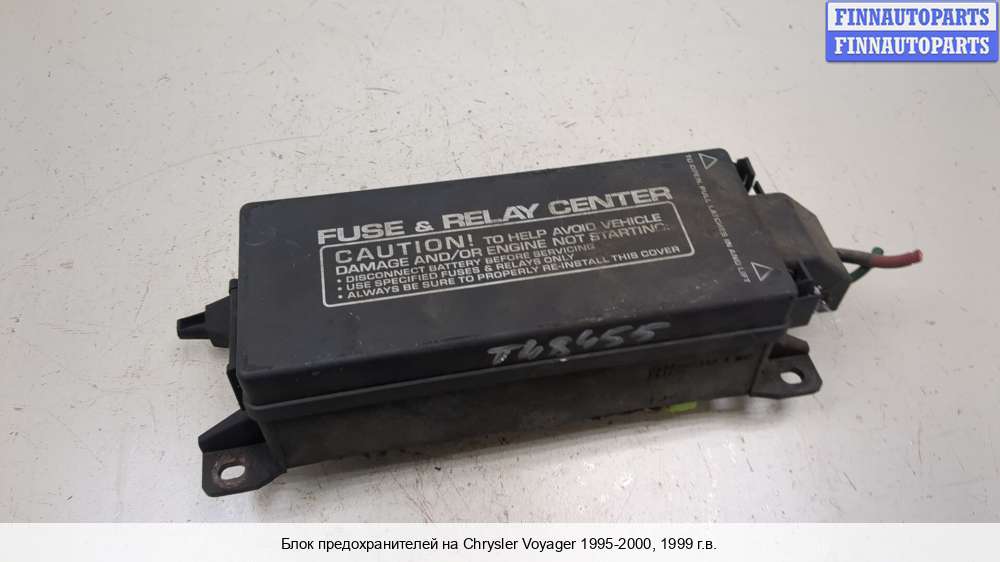 FINNAUTOPARTS
FINNAUTOPARTS
TO OPEN, PULL LATCHES IN AND LIFT
FUSE & RELAY CENTER
CAUTION! TO HELP AVOID VEHICLE
DAMAGE AND/OR ENGINE NOT STARTING:
• DISCONNECT BATTERY BEFORE SERVICING
• USE SPECIFIED FUSES & RELAYS ONLY
• ALWAYS BE SURE TO PROPERLY RE-INSTALL THIS COVER
T48455
Блок предохранителей на Chrysler Voyager 1995-2000, 1999 г.в.